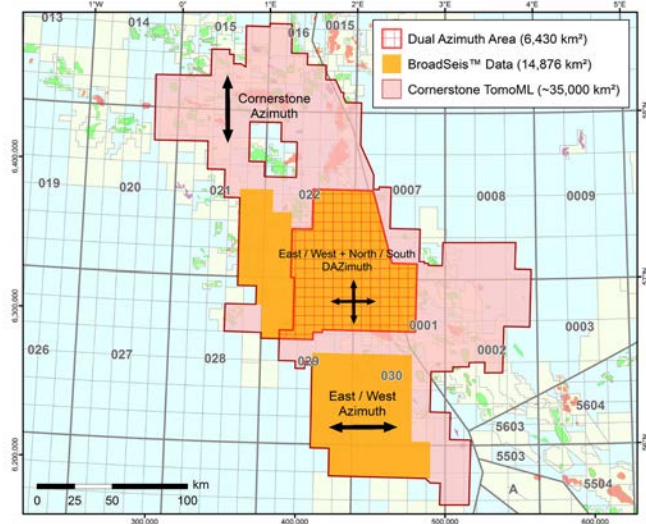 1°W 0° 1°E 2°E 3°E 4°E 5°E
013 014 015 016 0015
Dual Azimuth Area (6,430 km²)
BroadSeis™ Data (14,876 km²)
Cornerstone TomoML (~35,000 km²)
Cornerstone
Azimuth
6,400,000
019 020 021 022 0007 0008 0009
East / West + North / South
DAZimuth
6,300,000
0001
0002 0003
026 027 028 029 030
East / West
Azimuth
5604
5603
5503
5504
A
6,200,000
km
0 25 50 100
300,000 400,000 500,000 600,000